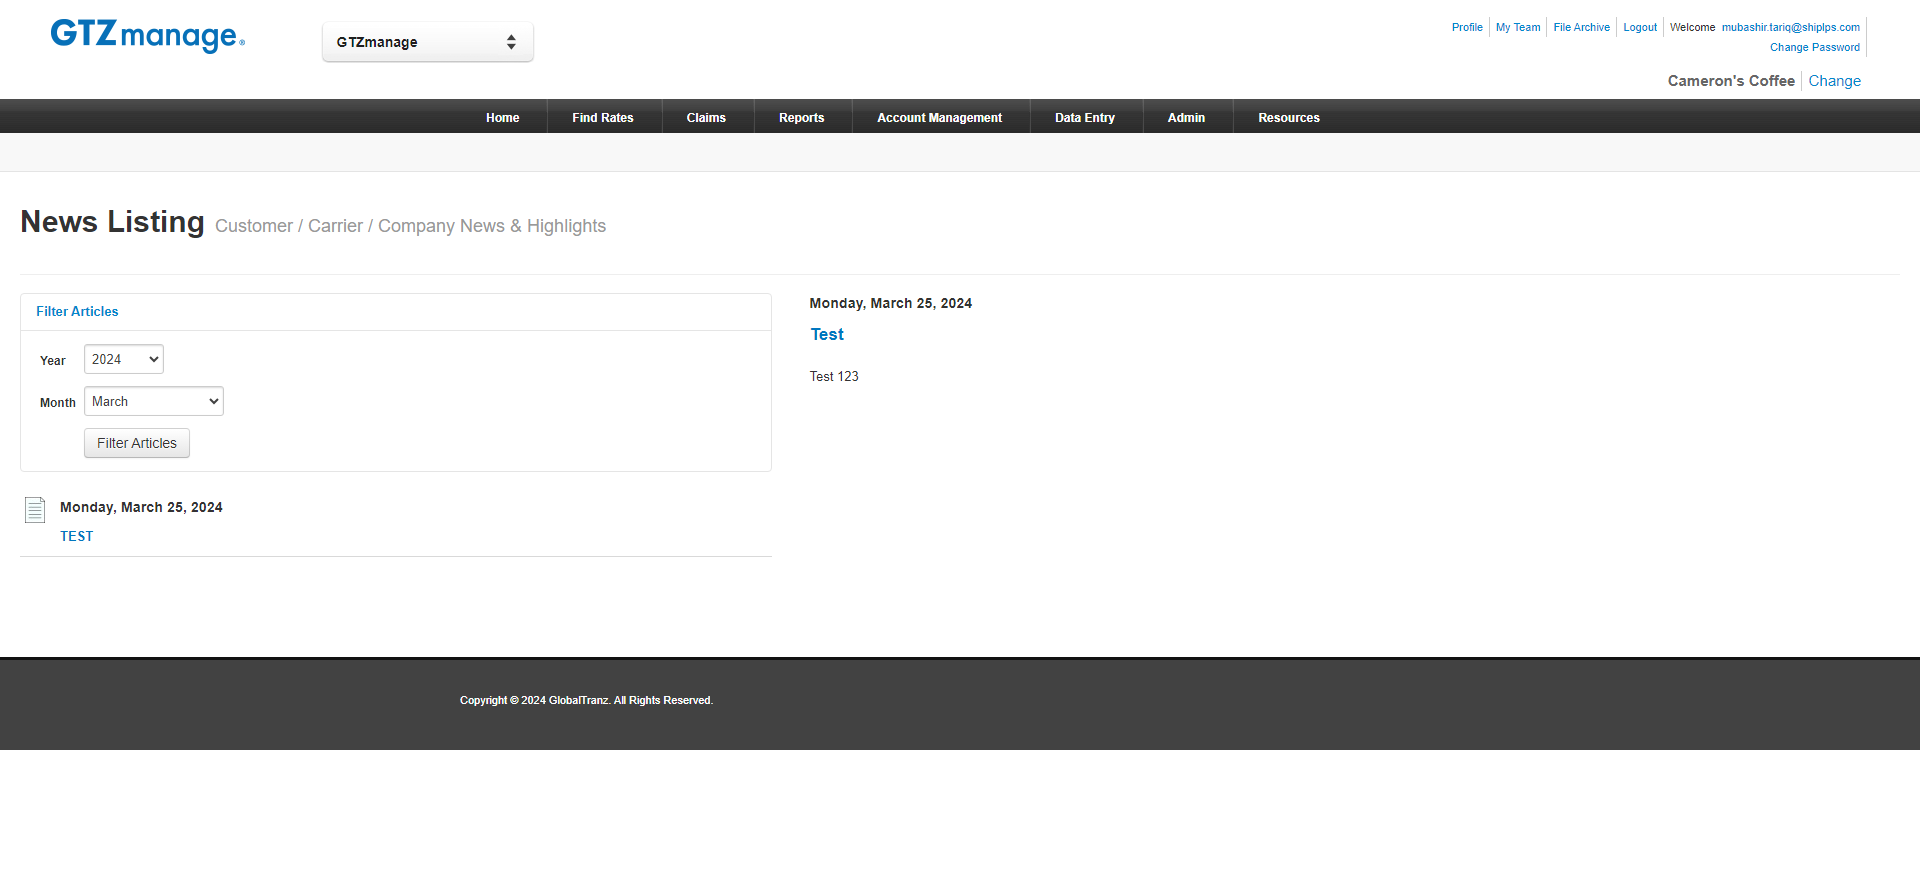 GTZmanage®
GTZmanage
Profile My Team File Archive Logout Welcome mubashir.tariq@shiplps.com
Change Password
Cameron's Coffee Change
Home Find Rates Claims Reports Account Management Data Entry Admin Resources
News Listing Customer / Carrier / Company News & Highlights
Filter Articles
Year 2024
Month March
Filter Articles
Monday, March 25, 2024
TEST
Monday, March 25, 2024
Test
Test 123
Copyright © 2024 GlobalTranz. All Rights Reserved.